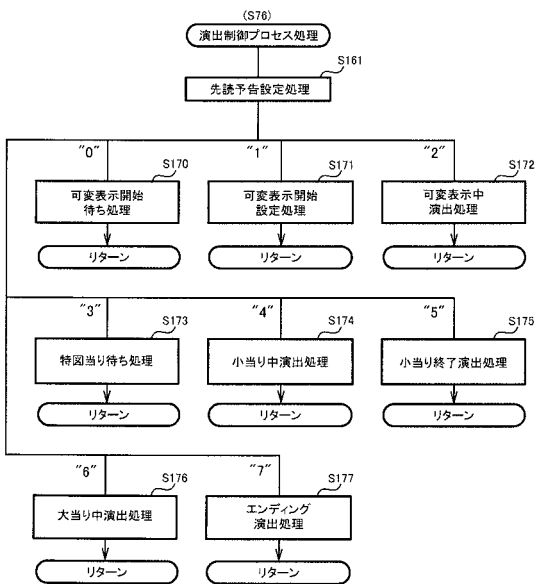 (S76)
演出制御プロセス処理
S161
先読予告設定処理
"0"
"1"
"2"
S170
S171
S172
可変表示開始
待ち処理
可変表示開始
設定処理
可変表示中
演出処理
リターン
リターン
リターン
"3"
"4"
"5"
S173
S174
S175
特図当り待ち処理
小当り中演出処理
小当り終了演出処理
リターン
リターン
リターン
"6"
"7"
S176
S177
大当り中演出処理
エンディング
演出処理
リターン
リターン